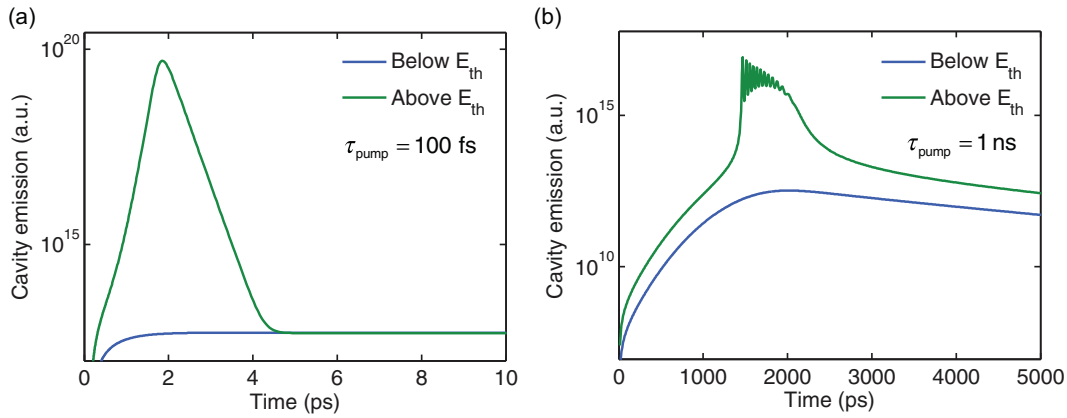 (a)
10^20
10^15
Cavity emission (a.u.)
Below E_th
Above E_th
τ_pump = 100 fs
0 2 4 6 8 10
Time (ps)
(b)
10^15
10^10
Cavity emission (a.u.)
Below E_th
Above E_th
τ_pump = 1 ns
0 1000 2000 3000 4000 5000
Time (ps)